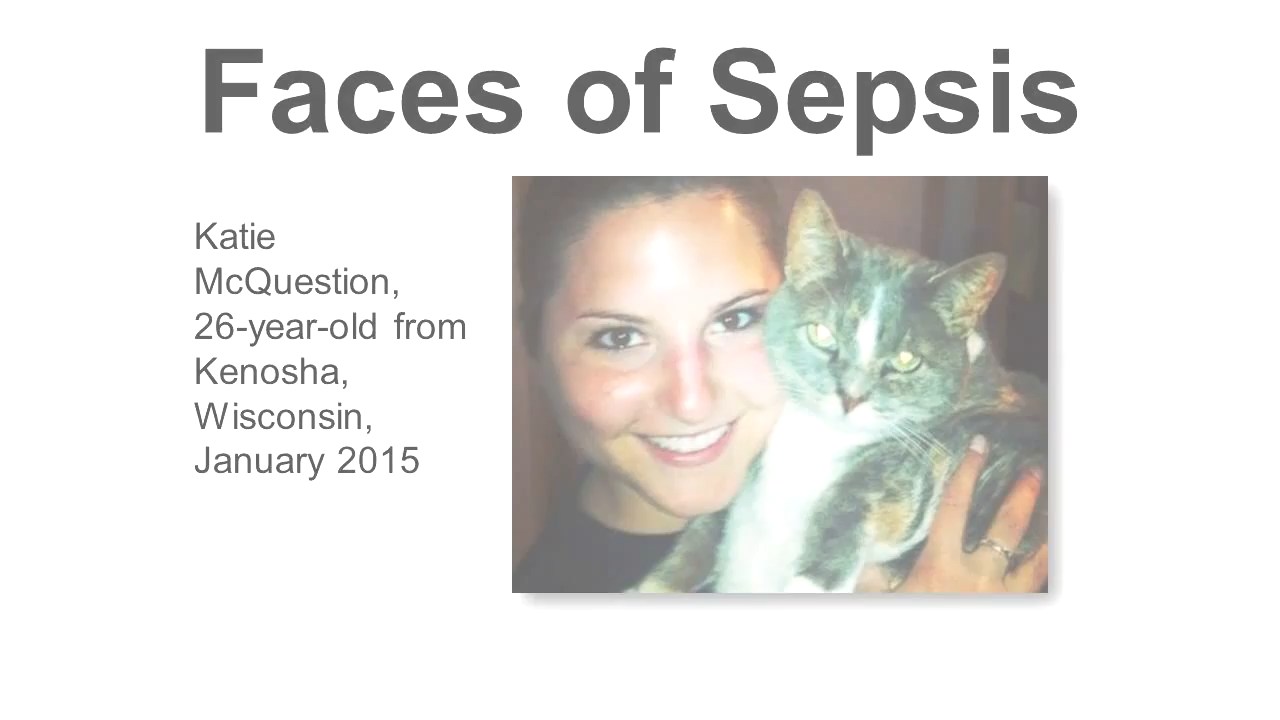 Faces of Sepsis
Katie
McQuestion,
26-year-old from
Kenosha,
Wisconsin,
January 2015